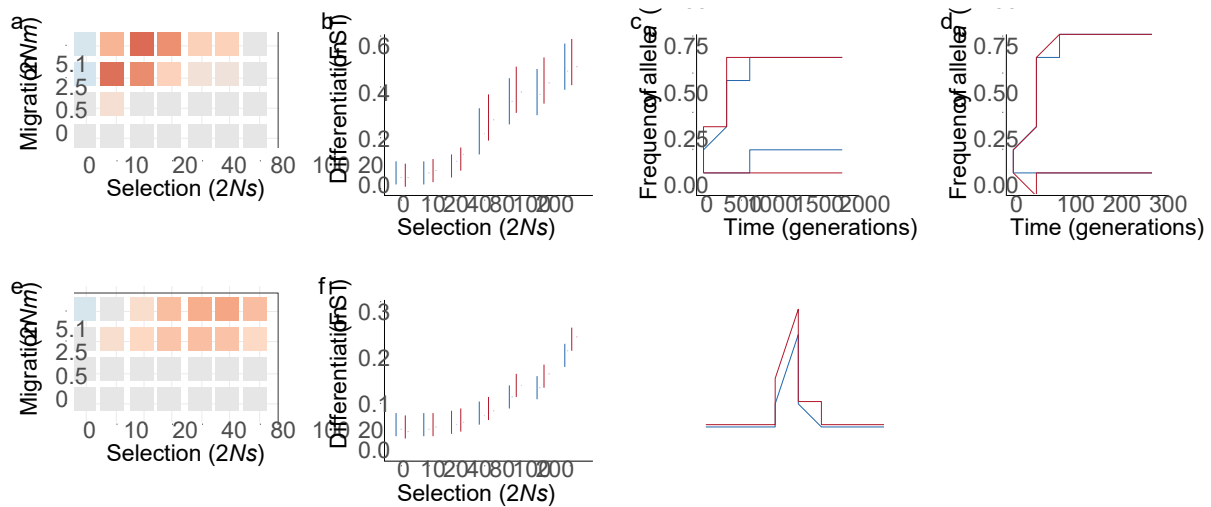 a
Migration (2Nm)
5.1
2.5
0.5
0
0 10 20 40 80 100 200
Selection (2Ns)
b
Differentiation (FST)
0.6
0.4
0.2
0.0
0 10 20 40 80 100 200
Selection (2Ns)
c
Frequency of allele
0.75
0.50
0.25
0.00
0 500 1000 1500 2000
Time (generations)
d
Frequency of allele
0.75
0.50
0.25
0.00
0 100 200 300
Time (generations)
e
Migration (2Nm)
5.1
2.5
0.5
0
0 10 20 40 80 100 200
Selection (2Ns)
f
Differentiation (FST)
0.3
0.2
0.1
0.0
0 10 20 40 80 100 200
Selection (2Ns)